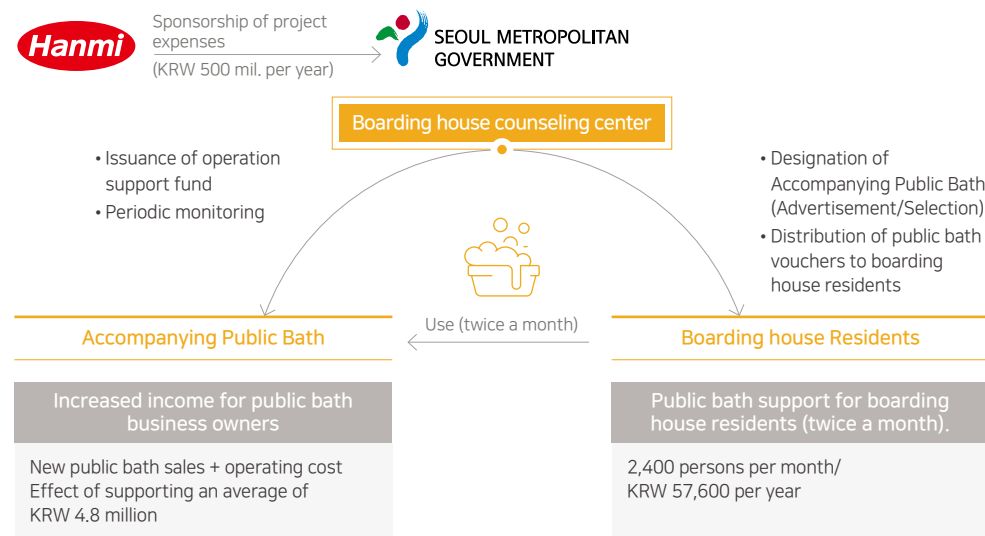 Hanmi
Sponsorship of project
expenses
(KRW 500 mil. per year)
SEOUL METROPOLITAN
GOVERNMENT
Boarding house counseling center
• Issuance of operation
support fund
• Periodic monitoring
• Designation of
Accompanying Public Bath
(Advertisement/Selection)
• Distribution of public bath
vouchers to boarding
house residents
Use (twice a month)
Accompanying Public Bath
Boarding house Residents
Increased income for public bath
business owners
New public bath sales + operating cost
Effect of supporting an average of
KRW 4.8 million
Public bath support for boarding
house residents (twice a month).
2,400 persons per month/
KRW 57,600 per year